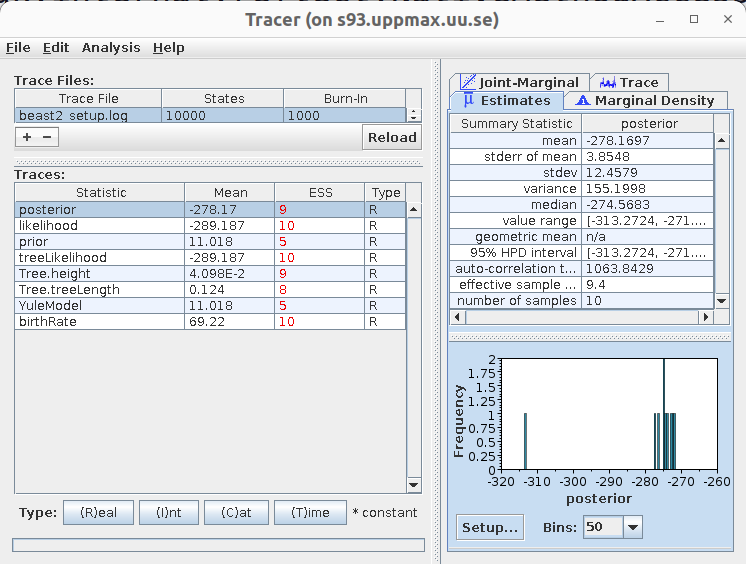 Tracer (on s93.uppmax.uu.se)
File Edit Analysis Help
Trace Files:
Trace File States Burn-In
beast2_setup.log 10000 1000
+ − Reload
Traces:
Statistic Mean ESS Type
posterior -278.17 9 R
likelihood -289.187 10 R
prior 11.018 5 R
treeLikelihood -289.187 10 R
Tree.height 4.098E-2 9 R
Tree.treeLength 0.124 8 R
YuleModel 11.018 5 R
birthRate 69.22 10 R
Type: (R)eal (I)nt (C)at (T)ime * constant
Joint-Marginal Trace
Estimates Marginal Density
Summary Statistic posterior
mean -278.1697
stderr of mean 3.8548
stdev 12.4579
variance 155.1998
median -274.5683
value range [-313.2724, -271....
geometric mean n/a
95% HPD interval [-313.2724, -271....
auto-correlation t... 1063.8429
effective sample ... 9.4
number of samples 10
Frequency
2
1.75
1.5
1.25
1
0.75
0.5
0.25
0
-320 -310 -300 -290 -280 -270 -260
posterior
Setup... Bins: 50